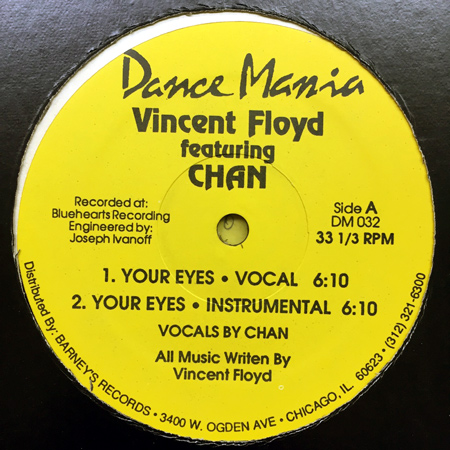 Dance Mania
Vincent Floyd
featuring
CHAN
Recorded at:
Bluehearts Recording
Engineered by:
Joseph Ivanoff
Side A
DM 032
33 1/3 RPM
1. YOUR EYES • VOCAL 6:10
2. YOUR EYES • INSTRUMENTAL 6:10
VOCALS BY CHAN
All Music Writen By
Vincent Floyd
Distributed By: BARNEY'S RECORDS • 3400 W. OGDEN AVE • CHICAGO, IL 60623 • (312) 321-6300